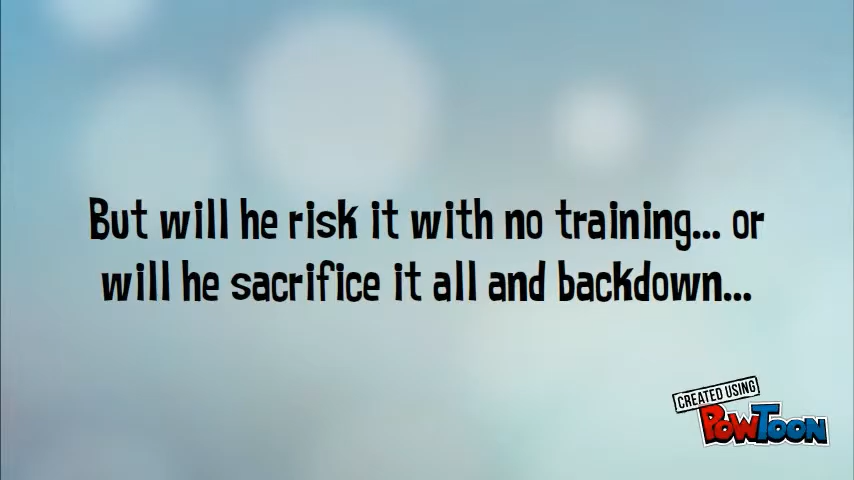 But will he risk it with no training... or
will he sacrifice it all and backdown...
CREATED USING
POWTOON